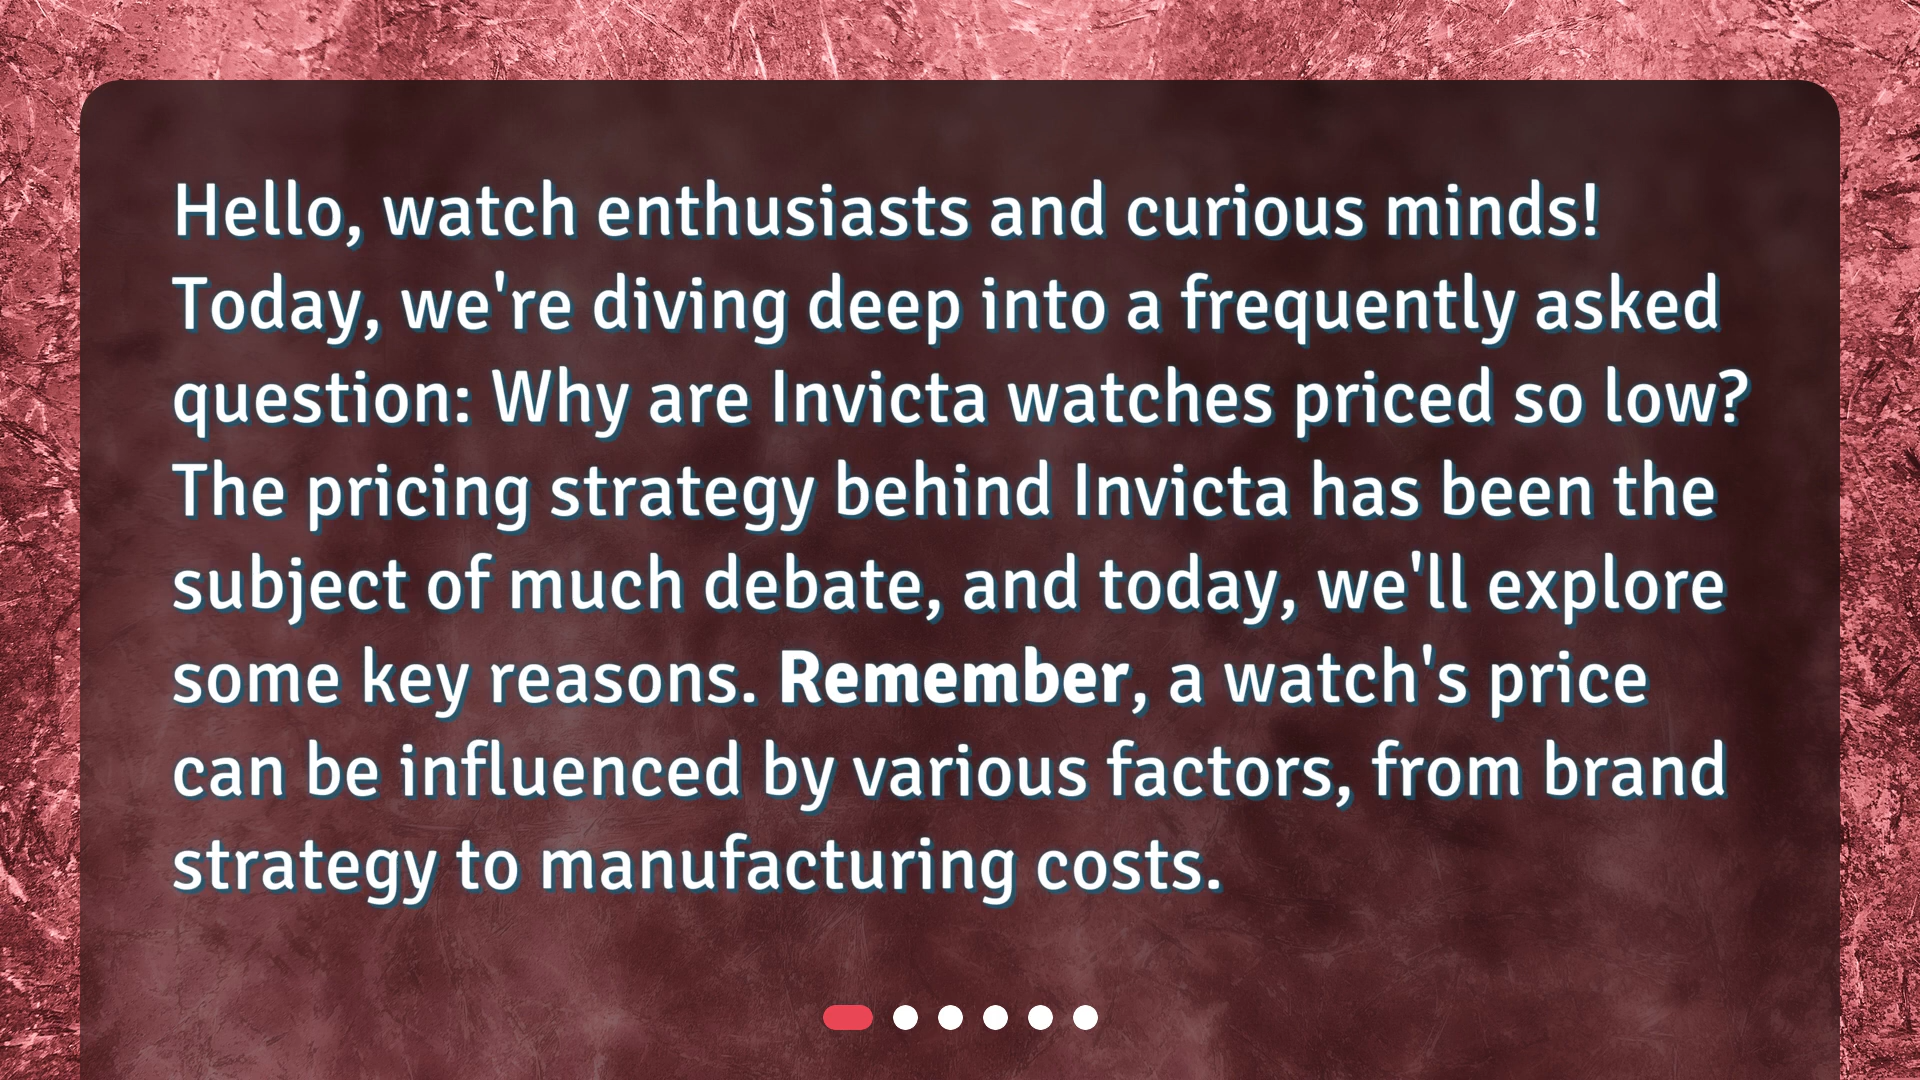 Hello, watch enthusiasts and curious minds!
Today, we're diving deep into a frequently asked
question: Why are Invicta watches priced so low?
The pricing strategy behind Invicta has been the
subject of much debate, and today, we'll explore
some key reasons. Remember, a watch's price
can be influenced by various factors, from brand
strategy to manufacturing costs.